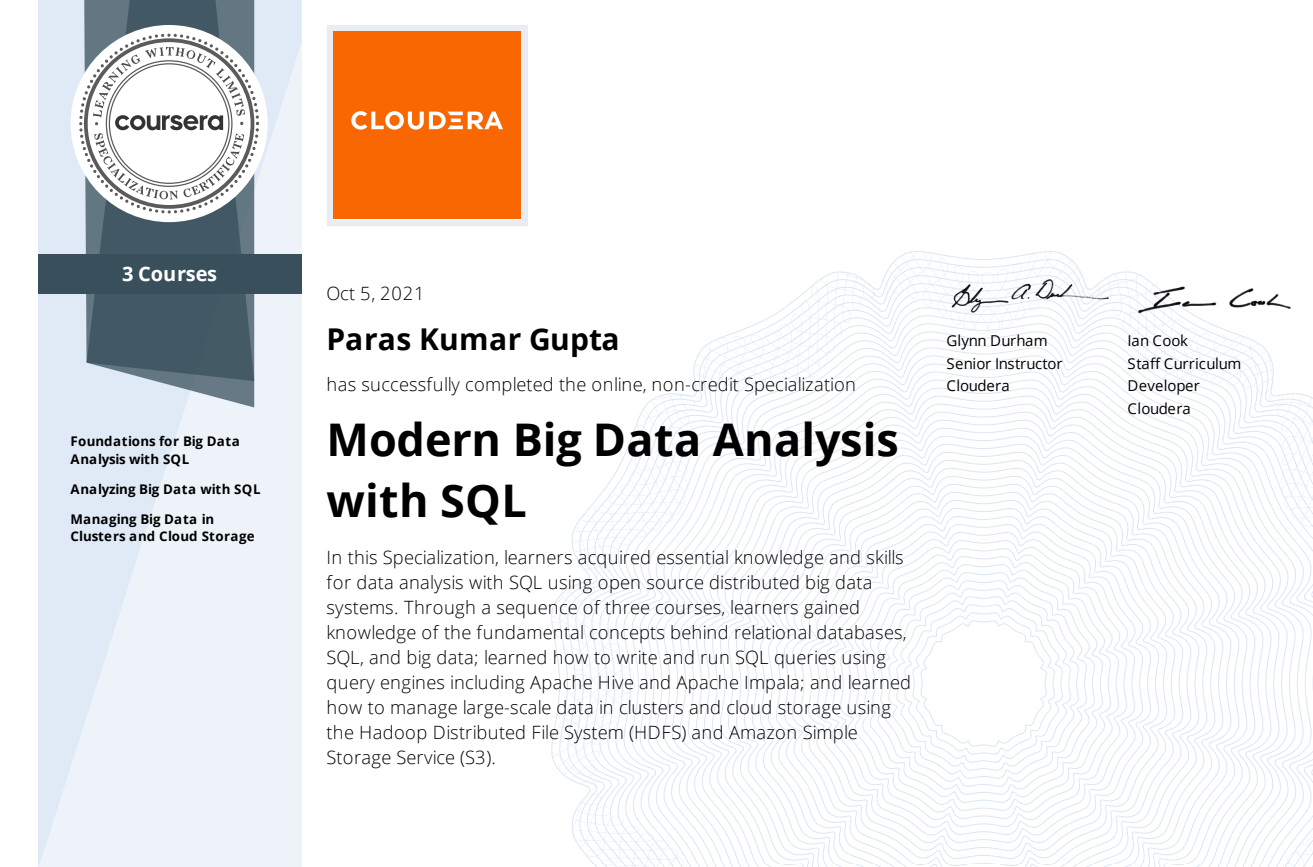 LEARNING WITHOUT LIMITS
coursera
SPECIALIZATION CERTIFICATE
3 Courses
Foundations for Big Data
Analysis with SQL
Analyzing Big Data with SQL
Managing Big Data in
Clusters and Cloud Storage
CLOUDERA
Oct 5, 2021
Paras Kumar Gupta
has successfully completed the online, non-credit Specialization
Modern Big Data Analysis
with SQL
In this Specialization, learners acquired essential knowledge and skills
for data analysis with SQL using open source distributed big data
systems. Through a sequence of three courses, learners gained
knowledge of the fundamental concepts behind relational databases,
SQL, and big data; learned how to write and run SQL queries using
query engines including Apache Hive and Apache Impala; and learned
how to manage large-scale data in clusters and cloud storage using
the Hadoop Distributed File System (HDFS) and Amazon Simple
Storage Service (S3).
Glynn Durham
Senior Instructor
Cloudera
Ian Cook
Staff Curriculum
Developer
Cloudera